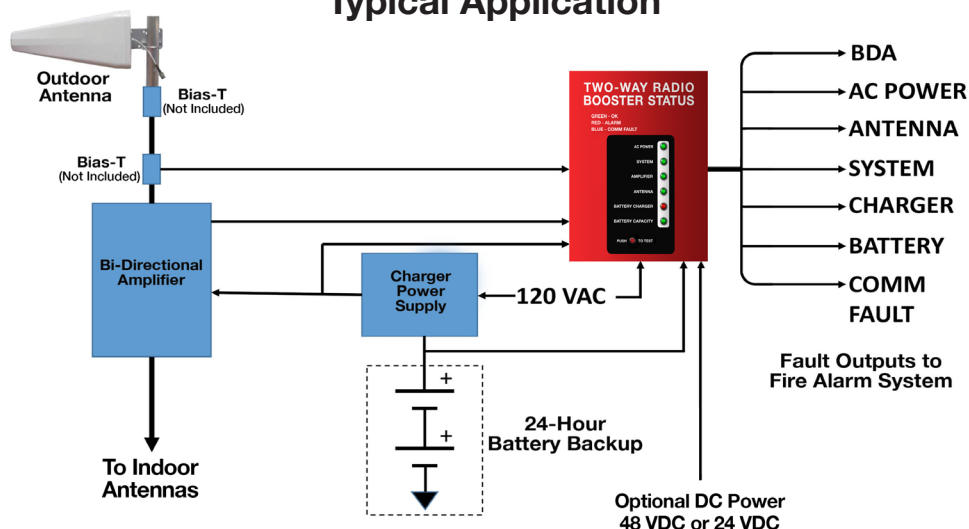 Typical Application
Outdoor
Antenna
Bias-T
(Not Included)
Bias-T
(Not Included)
Bi-Directional
Amplifier
To Indoor
Antennas
Charger
Power
Supply
120 VAC
+
+
24-Hour
Battery Backup
TWO-WAY RADIO
BOOSTER STATUS
GREEN - OK
RED - ALARM
BLUE - COMM FAULT
AC POWER
SYSTEM
AMPLIFIER
ANTENNA
BATTERY CHARGER
BATTERY CAPACITY
PUSH TO TEST
BDA
AC POWER
ANTENNA
SYSTEM
CHARGER
BATTERY
COMM
FAULT
Fault Outputs to
Fire Alarm System
Optional DC Power
48 VDC or 24 VDC